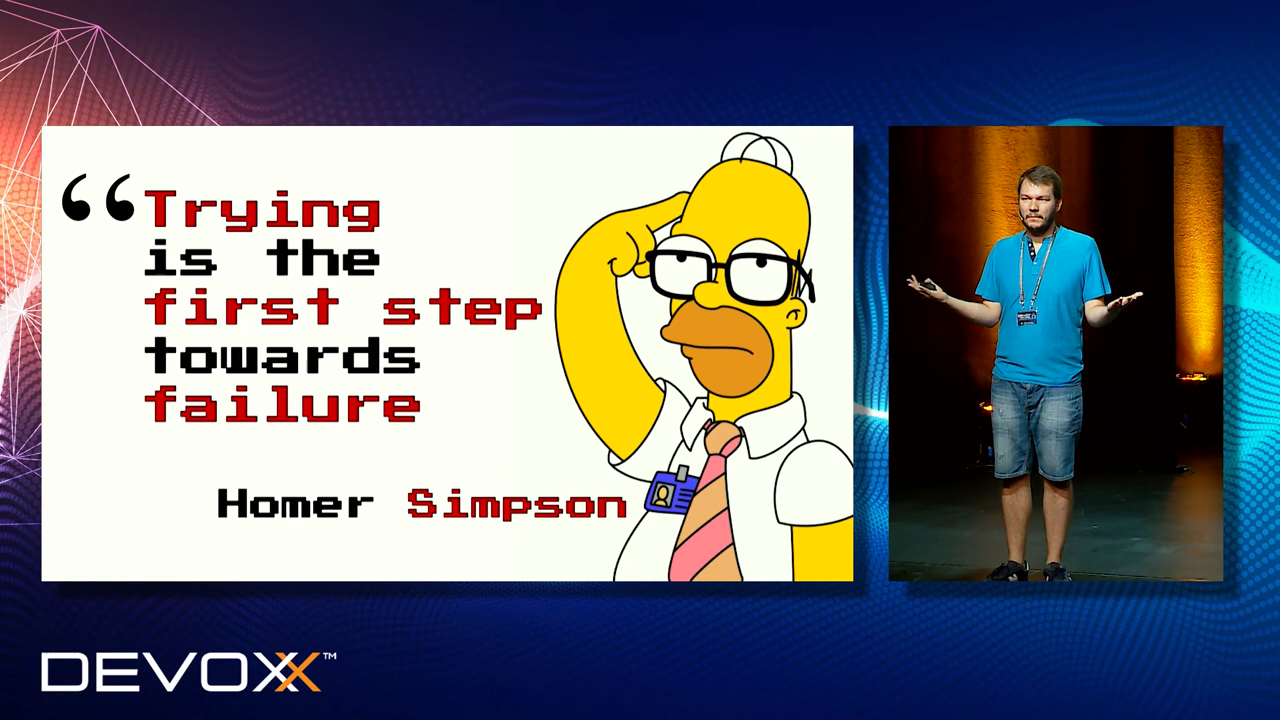 “Trying
is the
first step
towards
failure
Homer Simpson
DEVOXX™